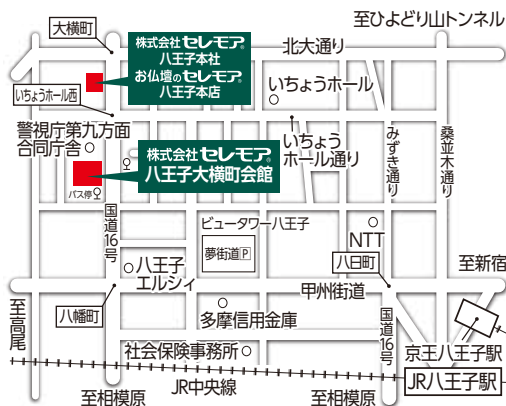 至ひよどり山トンネル
大横町
株式会社セレモア®
八王子本社
お仏壇のセレモア®
八王子本店
北大通り
いちょうホール西
いちょうホール
警視庁第九方面
合同庁舎
いちょう
ホール通り
みずき通り
桑並木通り
株式会社セレモア®
八王子大横町会館
バス停
国道16号
ビュータワー八王子
夢街道P
NTT
八日町
至新宿
八王子
エルシィ
甲州街道
八幡町
至高尾
多摩信用金庫
国道16号
京王八王子駅
社会保険事務所
JR八王子駅
JR中央線
至相模原
至相模原